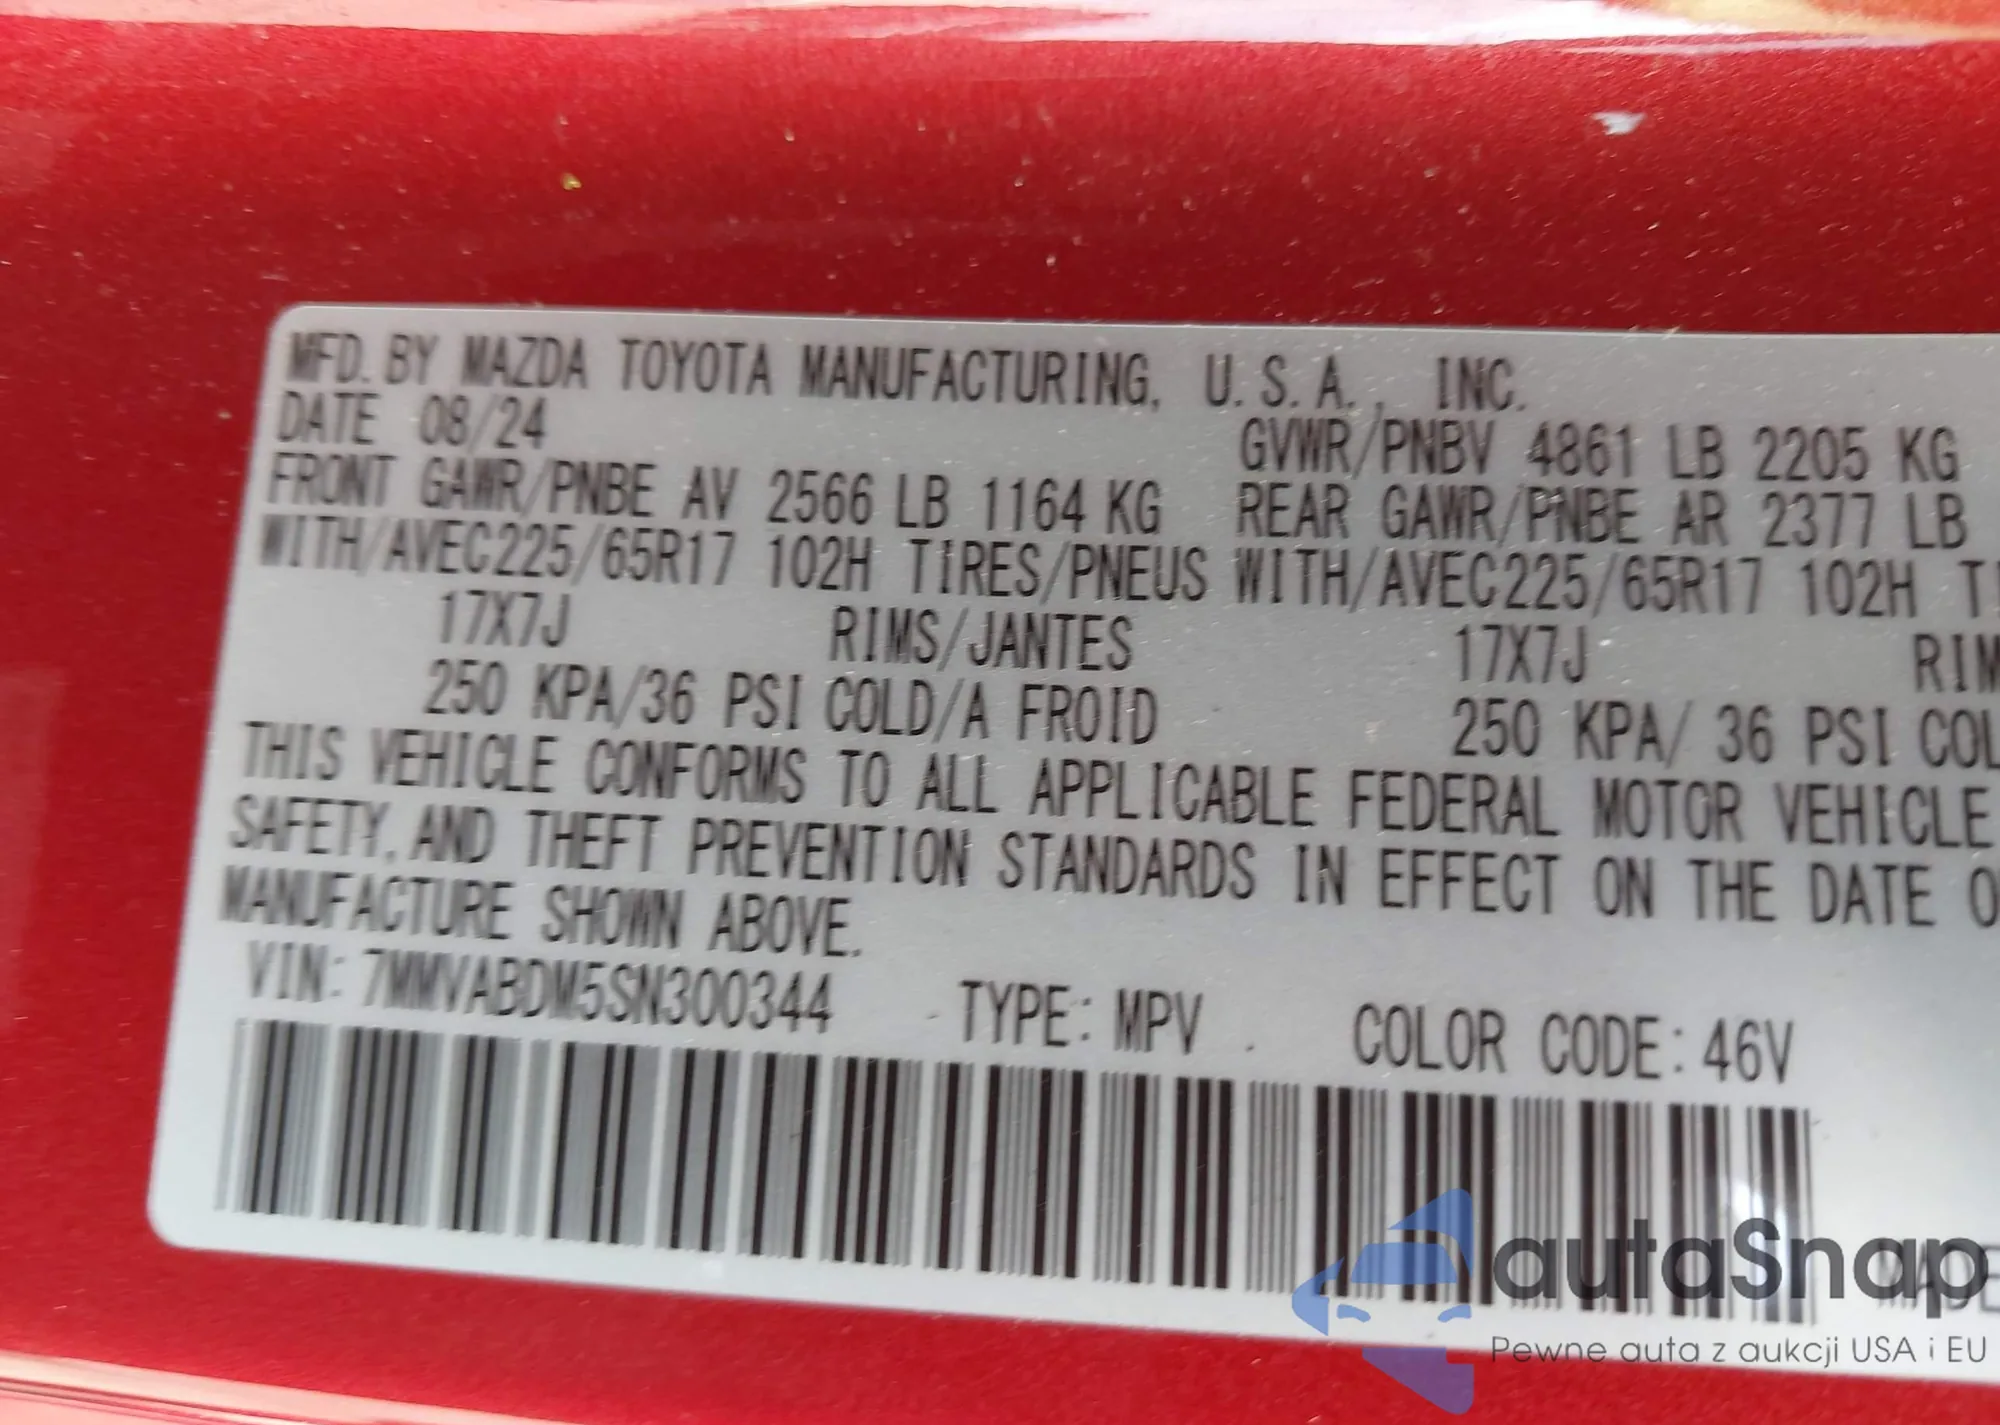 MFD. BY MAZDA TOYOTA MANUFACTURING, U.S.A., INC.
DATE 08/24 GVWR/PNBV 4861 LB 2205 KG
FRONT GAWR/PNBE AV 2566 LB 1164 KG REAR GAWR/PNBE AR 2377 LB
WITH/AVEC225/65R17 102H TIRES/PNEUS WITH/AVEC225/65R17 102H TI
17X7J RIMS/JANTES 17X7J RIM
250 KPA/36 PSI COLD/A FROID 250 KPA/ 36 PSI COL
THIS VEHICLE CONFORMS TO ALL APPLICABLE FEDERAL MOTOR VEHICLE
SAFETY, AND THEFT PREVENTION STANDARDS IN EFFECT ON THE DATE O
MANUFACTURE SHOWN ABOVE.
VIN: 7MMVABDM5SN300344 TYPE: MPV COLOR CODE: 46V
MADE
autaSnap
Pewne auta z aukcji USA i EU